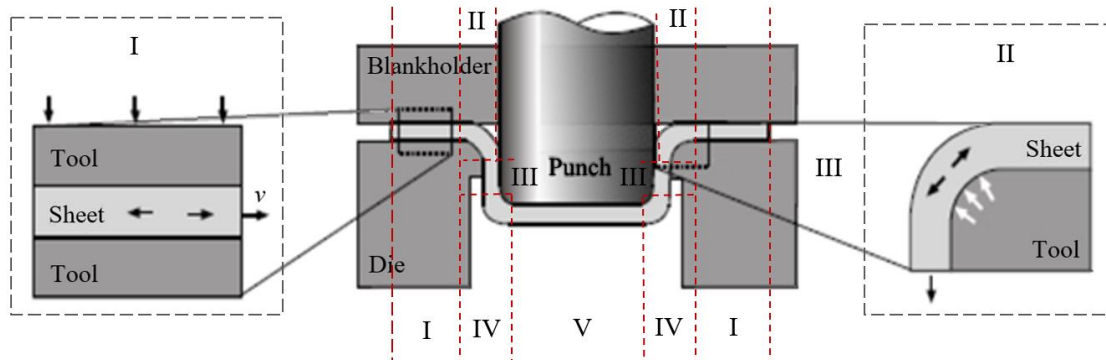 I
II
II
II
Blankholder
Tool
Sheet
v
Tool
III
Punch
III
III
Die
Sheet
Tool
I
IV
V
IV
I